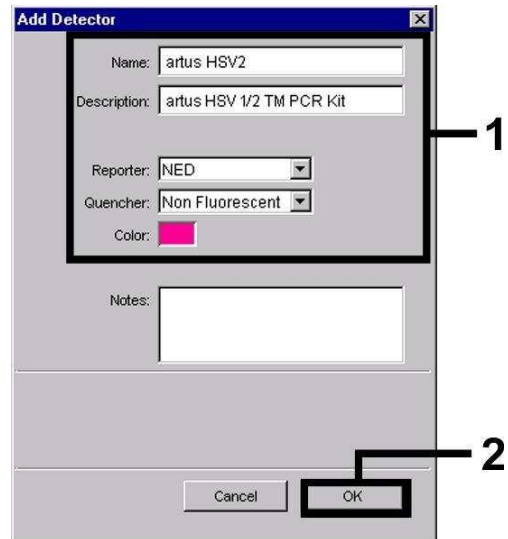 Add Detector
Name: artus HSV2
Description: artus HSV 1/2 TM PCR Kit
1
Reporter: NED
Quencher: Non Fluorescent
Color:
Notes:
2
Cancel OK